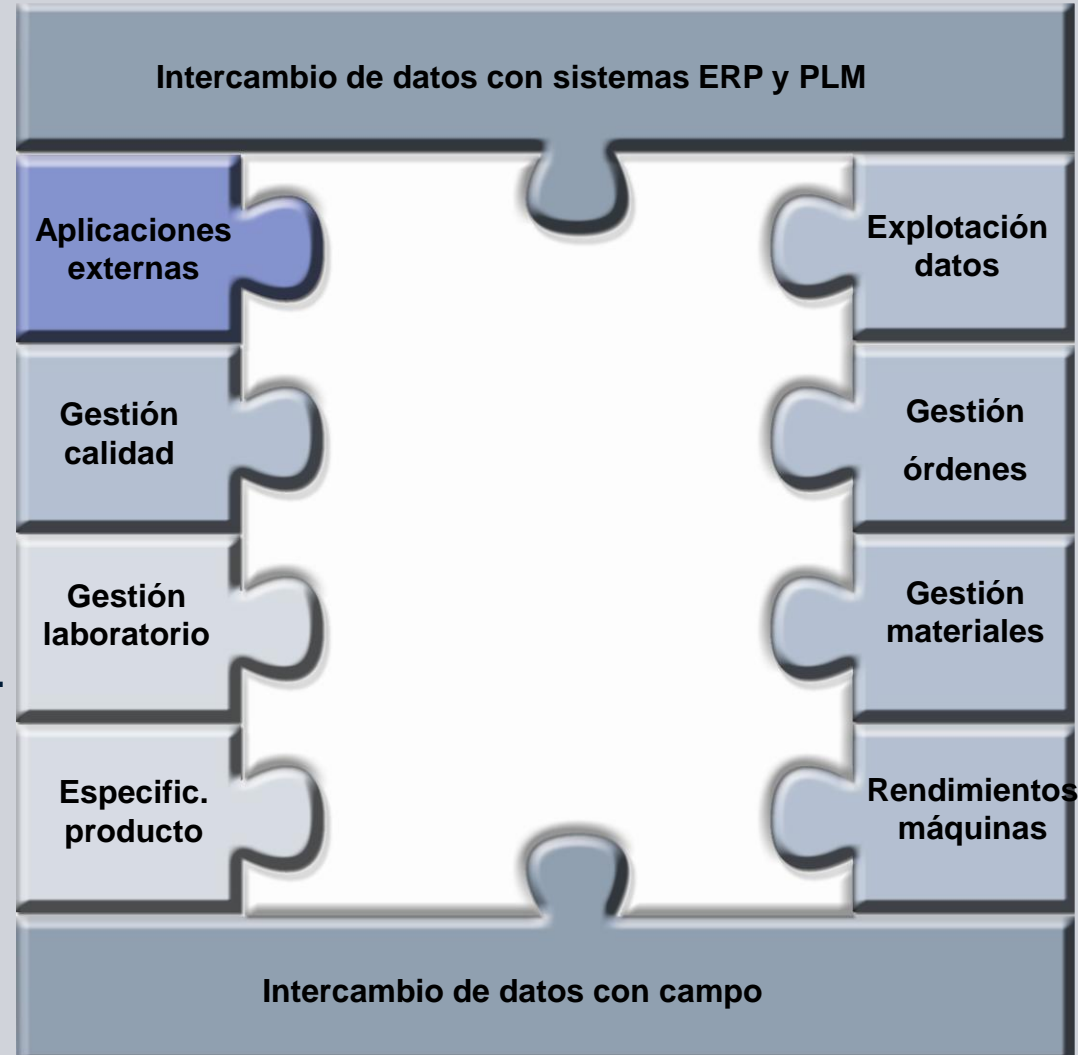 Intercambio de datos con sistemas ERP y PLM
Aplicaciones
externas
Explotación
datos
Gestión
calidad
Gestión
órdenes
Gestión
laboratorio
Gestión
materiales
Especific.
producto
Rendimientos
máquinas
Intercambio de datos con campo